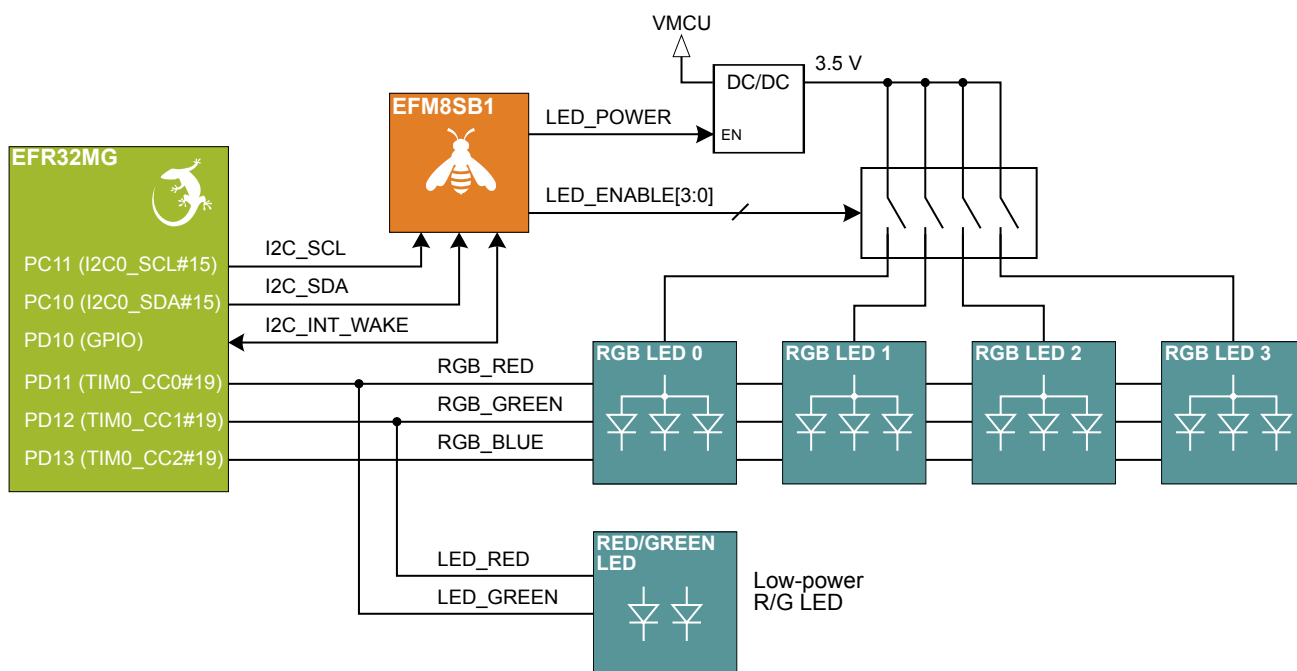 VMCU
3.5 V
DC/DC
EN
EFM8SB1
LED_POWER
LED_ENABLE[3:0]
EFR32MG
PC11 (I2C0_SCL#15)
I2C_SCL
PC10 (I2C0_SDA#15)
I2C_SDA
PD10 (GPIO)
I2C_INT_WAKE
PD11 (TIM0_CC0#19)
RGB_RED
PD12 (TIM0_CC1#19)
RGB_GREEN
PD13 (TIM0_CC2#19)
RGB_BLUE
RGB LED 0
RGB LED 1
RGB LED 2
RGB LED 3
RED/GREEN
LED
LED_RED
LED_GREEN
Low-power
R/G LED